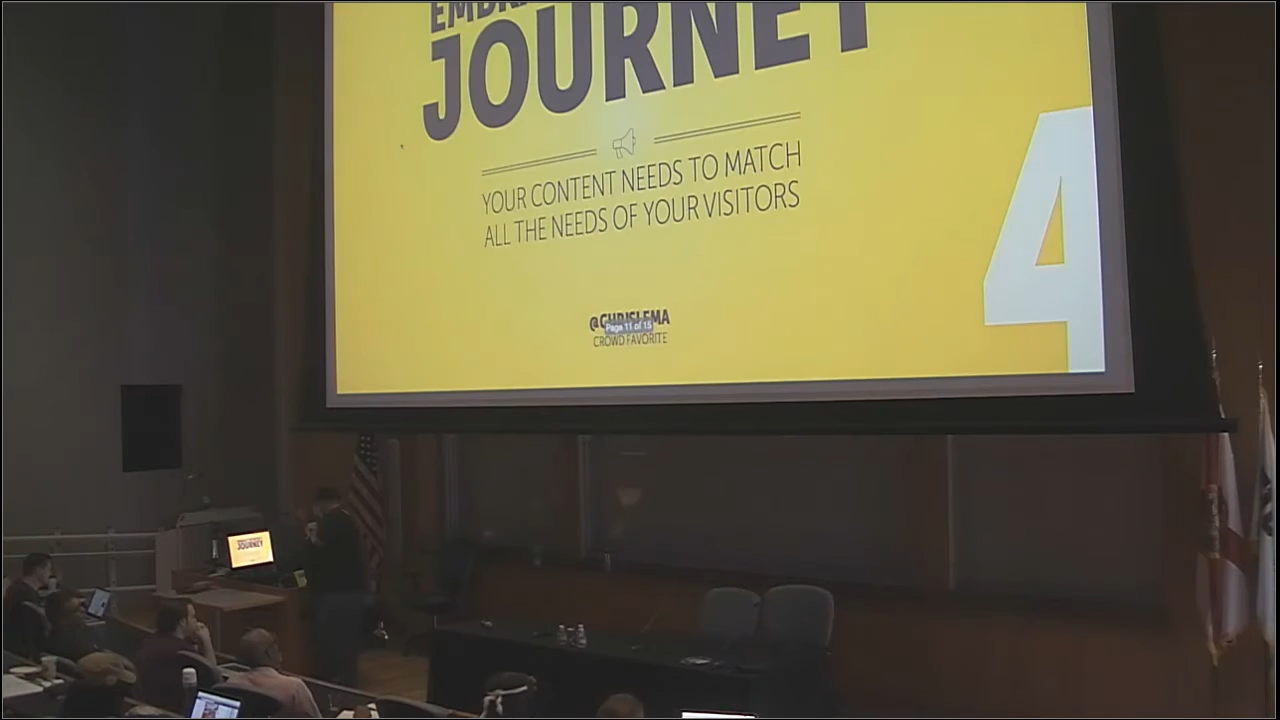 JOURNEY
YOUR CONTENT NEEDS TO MATCH
ALL THE NEEDS OF YOUR VISITORS
4
@CHRISLEMA
Page 11 of 15
CROWD FAVORITE
JOURNEY